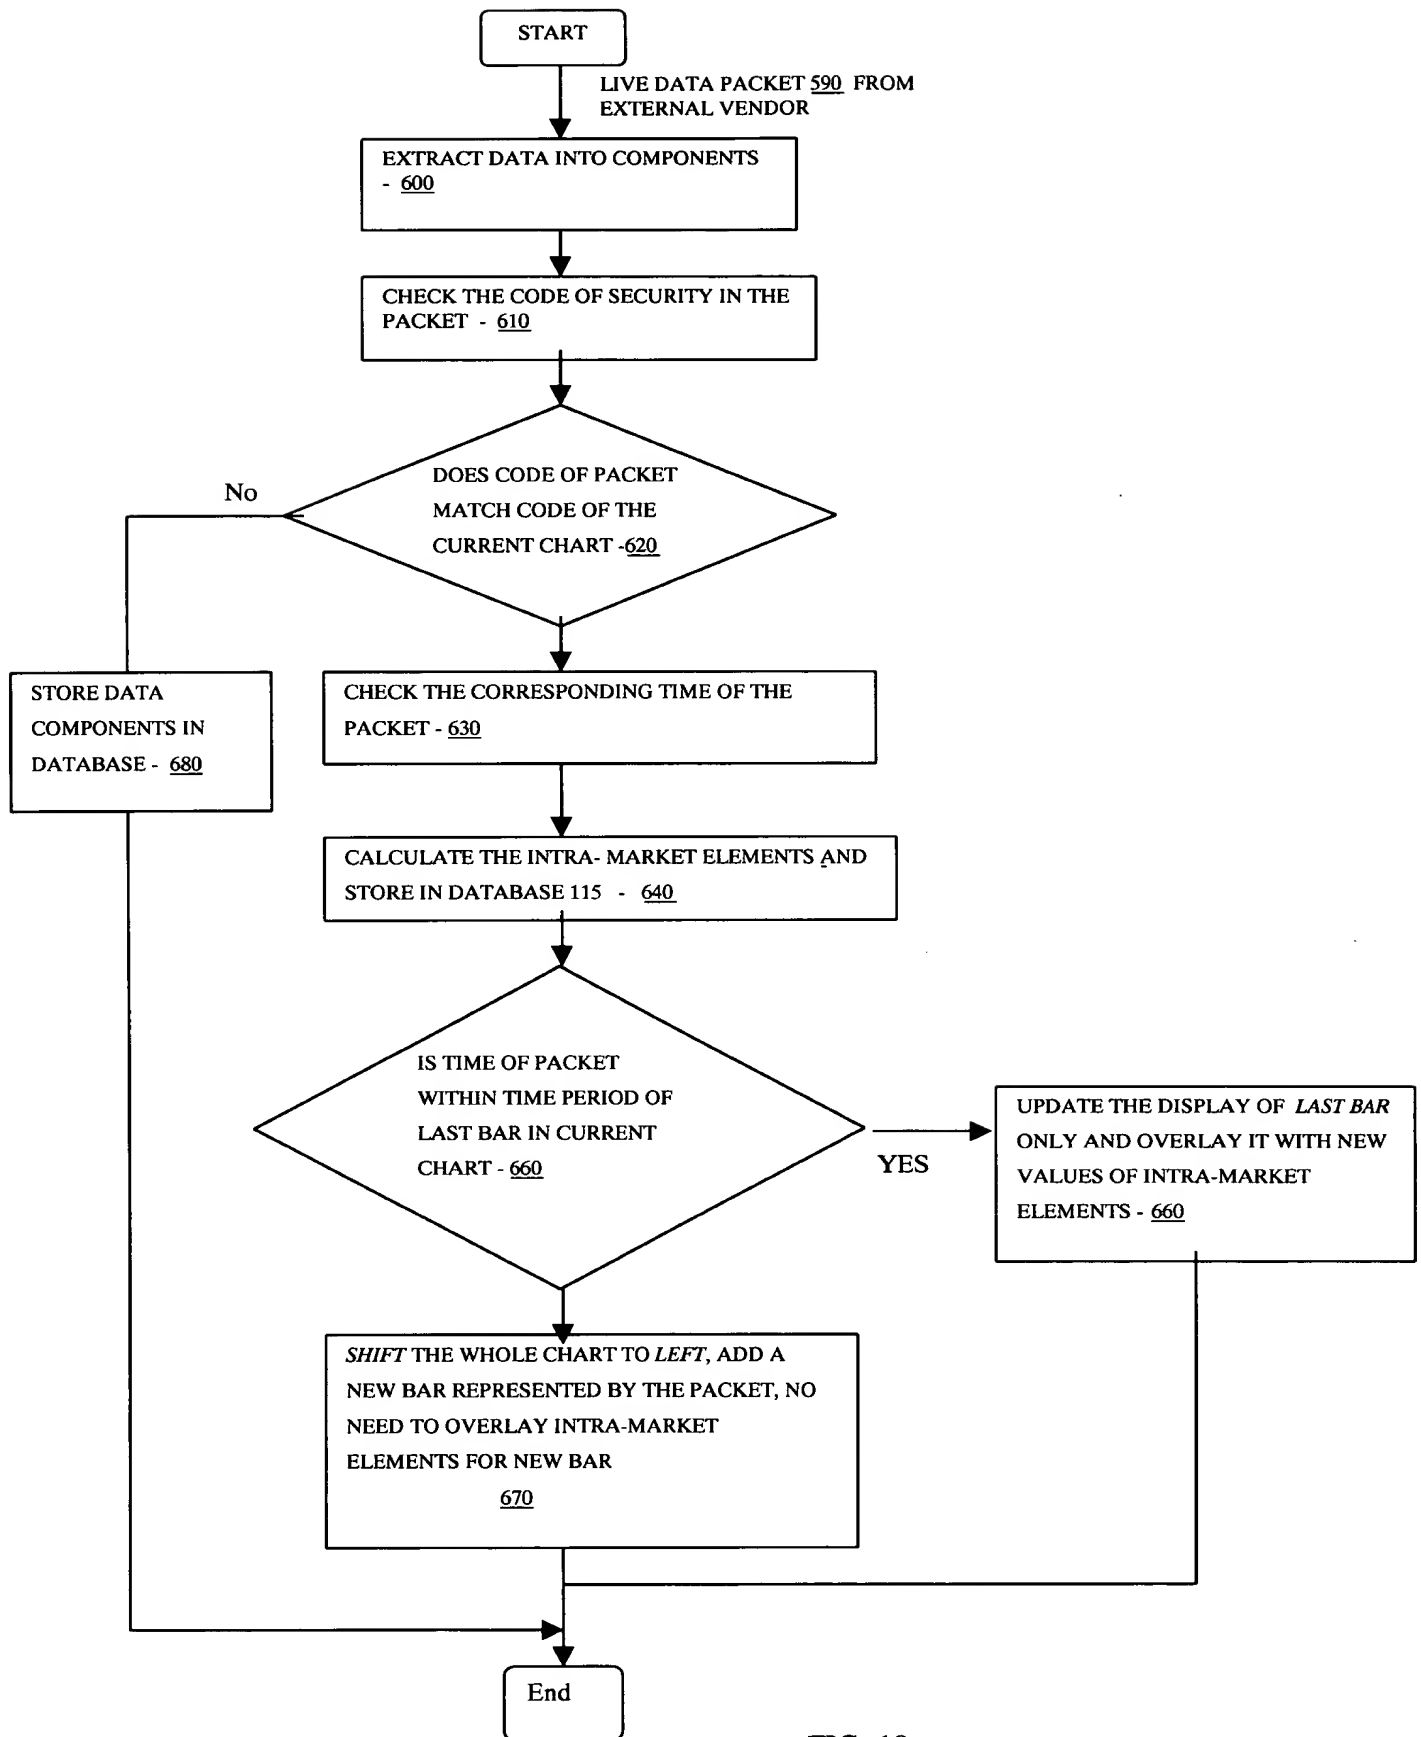 START
LIVE DATA PACKET 590 FROM
EXTERNAL VENDOR
EXTRACT DATA INTO COMPONENTS
- 600
CHECK THE CODE OF SECURITY IN THE
PACKET - 610
DOES CODE OF PACKET
MATCH CODE OF THE
CURRENT CHART -620
No
STORE DATA
COMPONENTS IN
DATABASE - 680
CHECK THE CORRESPONDING TIME OF THE
PACKET - 630
CALCULATE THE INTRA- MARKET ELEMENTS AND
STORE IN DATABASE 115 - 640
IS TIME OF PACKET
WITHIN TIME PERIOD OF
LAST BAR IN CURRENT
CHART - 660
YES
UPDATE THE DISPLAY OF LAST BAR
ONLY AND OVERLAY IT WITH NEW
VALUES OF INTRA-MARKET
ELEMENTS - 660
SHIFT THE WHOLE CHART TO LEFT, ADD A
NEW BAR REPRESENTED BY THE PACKET, NO
NEED TO OVERLAY INTRA-MARKET
ELEMENTS FOR NEW BAR
670
End